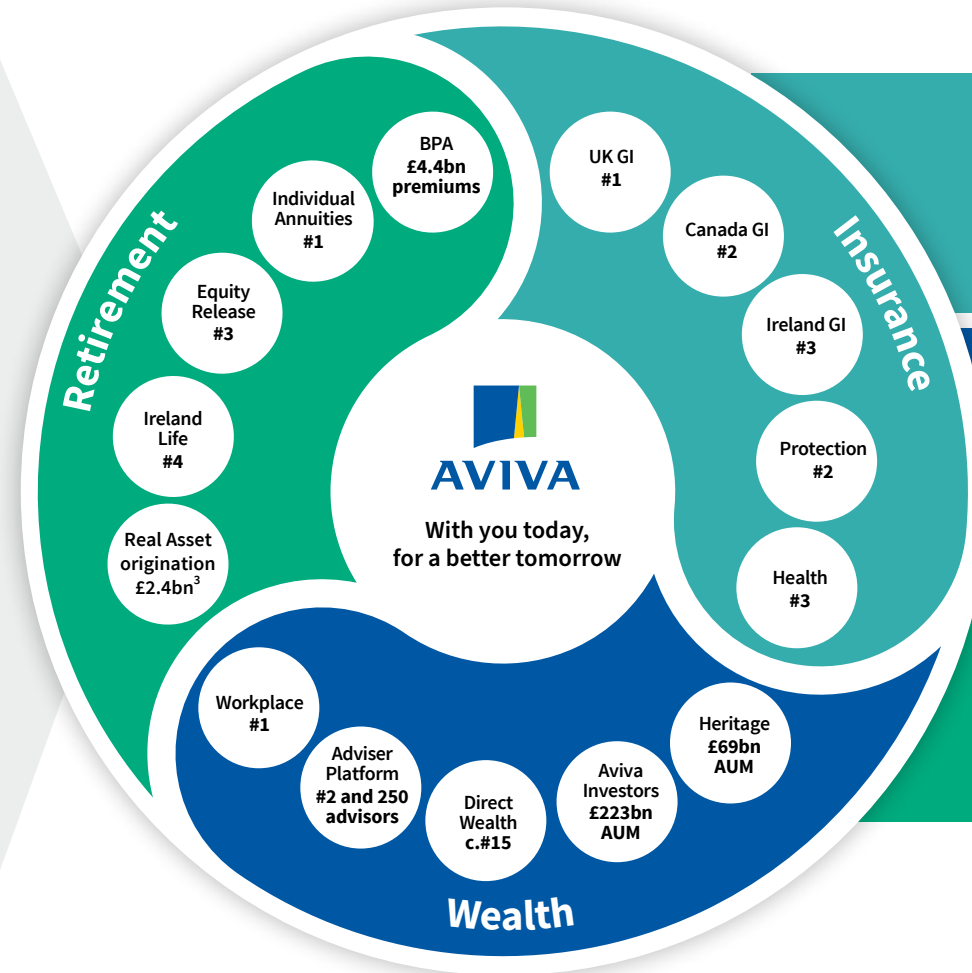 Retirement
BPA
£4.4bn
premiums
Individual
Annuities
#1
Equity
Release
#3
Ireland
Life
#4
Real Asset
origination
£2.4bn3
Insurance
UK GI
#1
Canada GI
#2
Ireland GI
#3
Protection
#2
Health
#3
AVIVA
With you today,
for a better tomorrow
Workplace
#1
Adviser
Platform
#2 and 250
advisors
Direct
Wealth
c.#15
Aviva
Investors
£223bn
AUM
Heritage
£69bn
AUM
Wealth